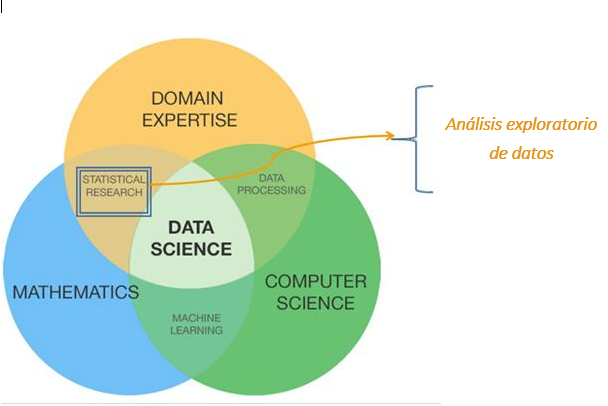 DOMAIN
EXPERTISE
Análisis exploratorio
de datos
STATISTICAL
RESEARCH
DATA
PROCESSING
DATA
SCIENCE
MATHEMATICS
COMPUTER
SCIENCE
MACHINE
LEARNING